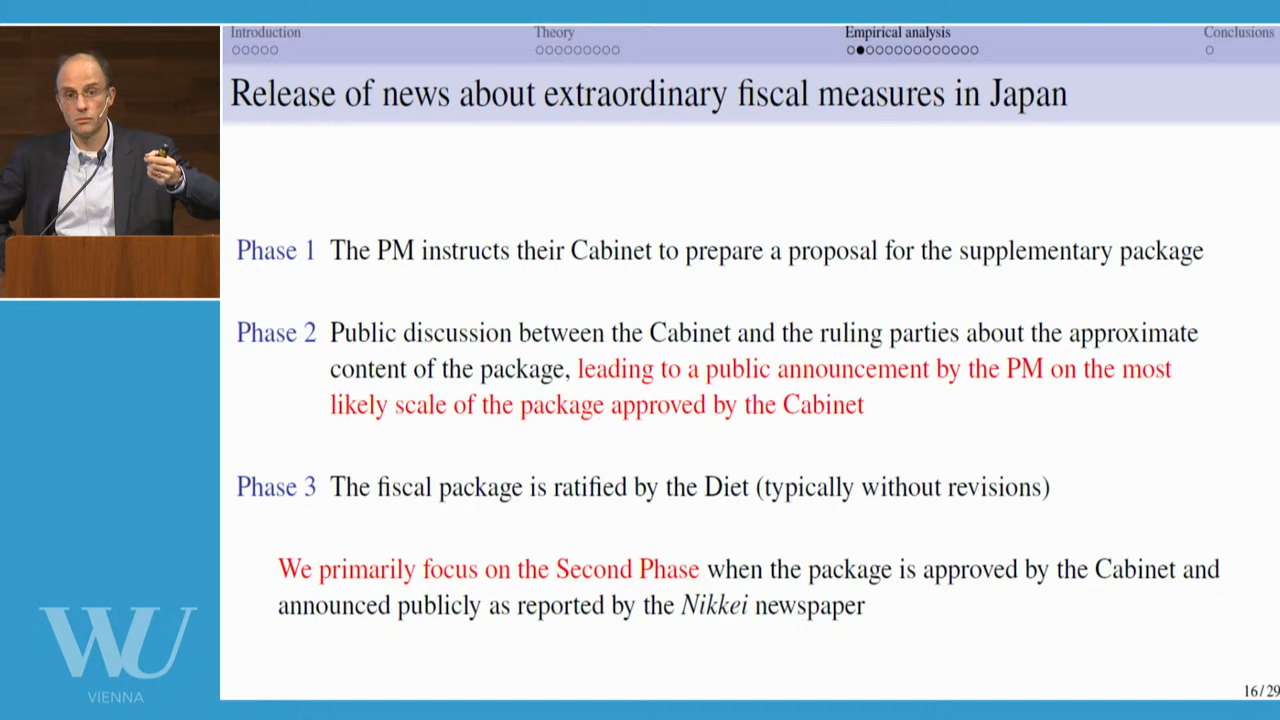 Introduction
Theory
Empirical analysis
Conclusions
Release of news about extraordinary fiscal measures in Japan
Phase 1 The PM instructs their Cabinet to prepare a proposal for the supplementary package
Phase 2 Public discussion between the Cabinet and the ruling parties about the approximate
content of the package, leading to a public announcement by the PM on the most
likely scale of the package approved by the Cabinet
Phase 3 The fiscal package is ratified by the Diet (typically without revisions)
We primarily focus on the Second Phase when the package is approved by the Cabinet and
announced publicly as reported by the Nikkei newspaper
WU
VIENNA
16/29